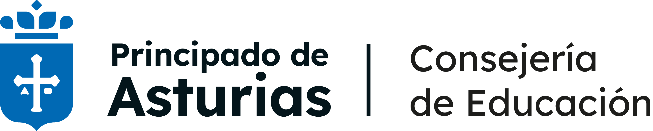 Principado de
Asturias
Consejería
de Educación